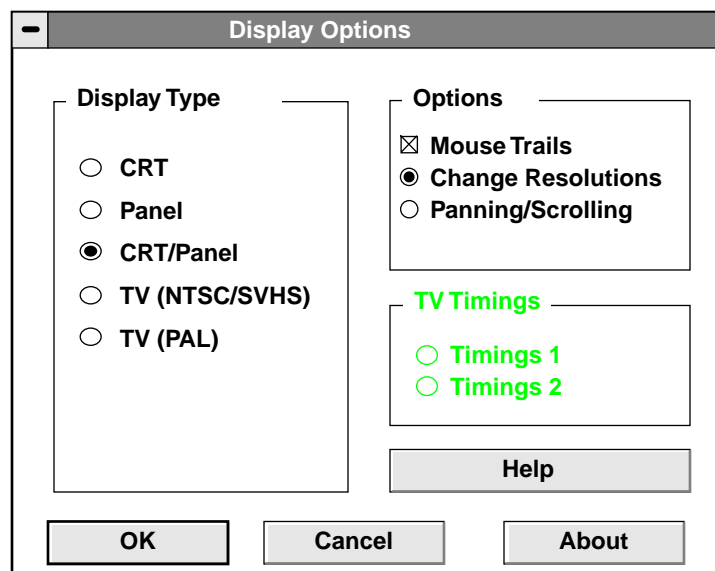 Display Options
Display Type
CRT
Panel
CRT/Panel
TV (NTSC/SVHS)
TV (PAL)
Options
Mouse Trails
Change Resolutions
Panning/Scrolling
TV Timings
Timings 1
Timings 2
Help
OK
Cancel
About